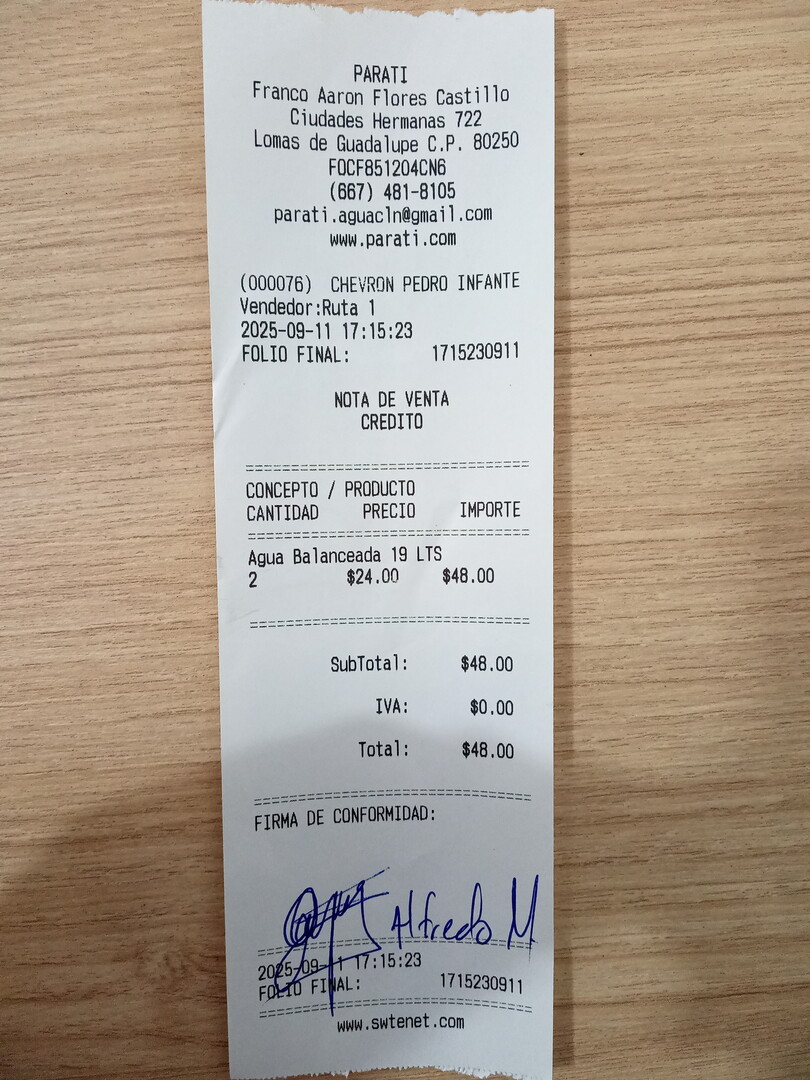 PARATI
Franco Aaron Flores Castillo
Ciudades Hermanas 722
Lomas de Guadalupe C.P. 80250
FOCF851204CN6
(667) 481-8105
parati.aguacln@gmail.com
www.parati.com
(000076) CHEVRON PEDRO INFANTE
Vendedor:Ruta 1
2025-09-11 17:15:23
FOLIO FINAL: 1715230911
NOTA DE VENTA
CREDITO
CONCEPTO / PRODUCTO
CANTIDAD PRECIO IMPORTE
Agua Balanceada 19 LTS
2 $24.00 $48.00
SubTotal: $48.00
IVA: $0.00
Total: $48.00
FIRMA DE CONFORMIDAD:
Alfredo M
2025-09-11 17:15:23
FOLIO FINAL: 1715230911
www.swtenet.com